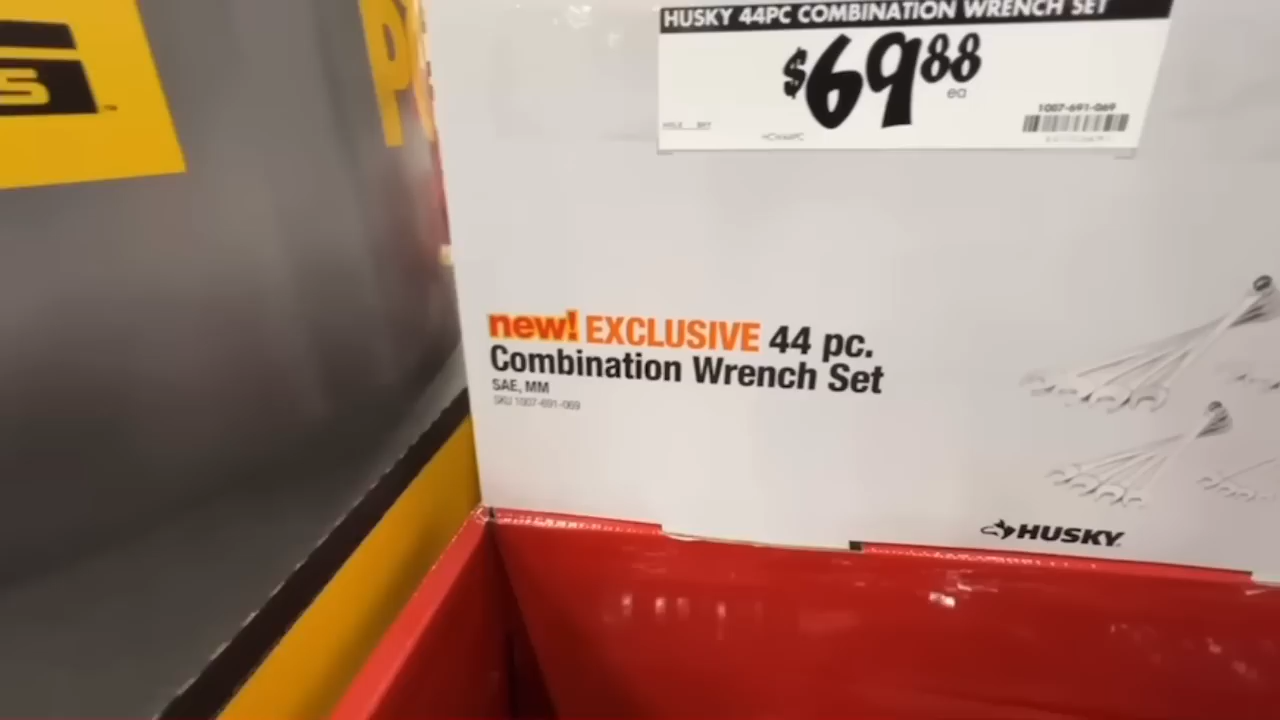 HUSKY 44PC COMBINATION WRENCH SET
$69 88
ea
1007-691-069
new! EXCLUSIVE 44 pc.
Combination Wrench Set
SAE, MM
SKU 1007-691-069
HUSKY